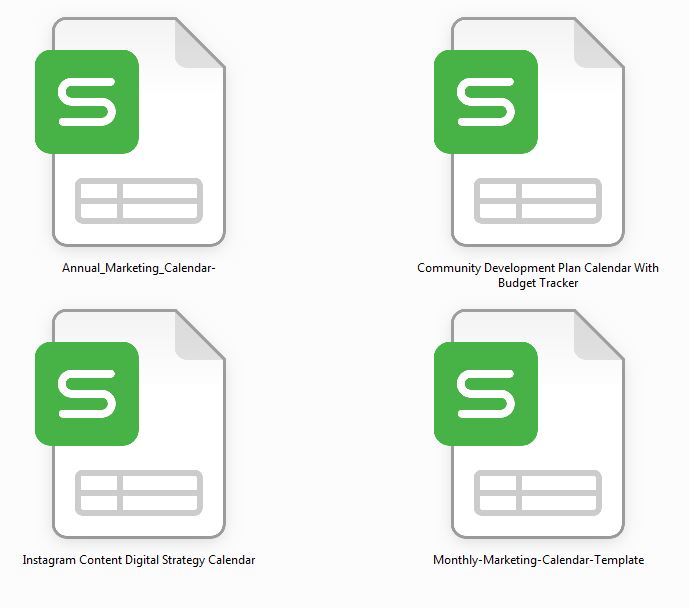 Annual_Marketing_Calendar-
Community Development Plan Calendar With
Budget Tracker
Instagram Content Digital Strategy Calendar
Monthly-Marketing-Calendar-Template